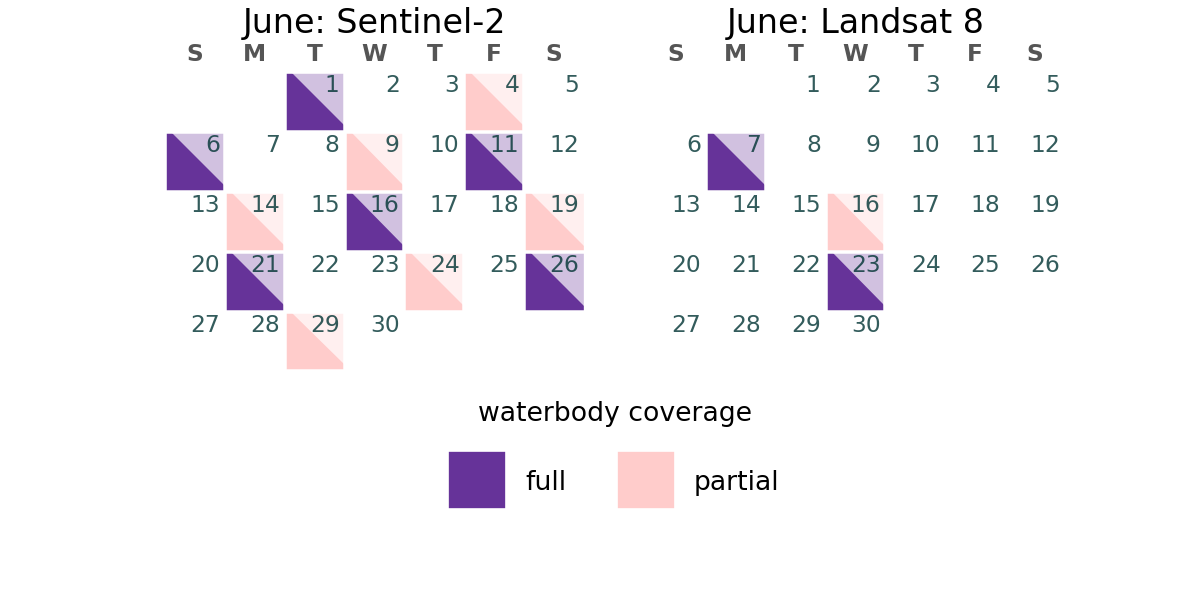 June: Sentinel-2
S M T W T F S
1 2 3 4 5
6 7 8 9 10 11 12
13 14 15 16 17 18 19
20 21 22 23 24 25 26
27 28 29 30
June: Landsat 8
S M T W T F S
1 2 3 4 5
6 7 8 9 10 11 12
13 14 15 16 17 18 19
20 21 22 23 24 25 26
27 28 29 30
waterbody coverage
full
partial